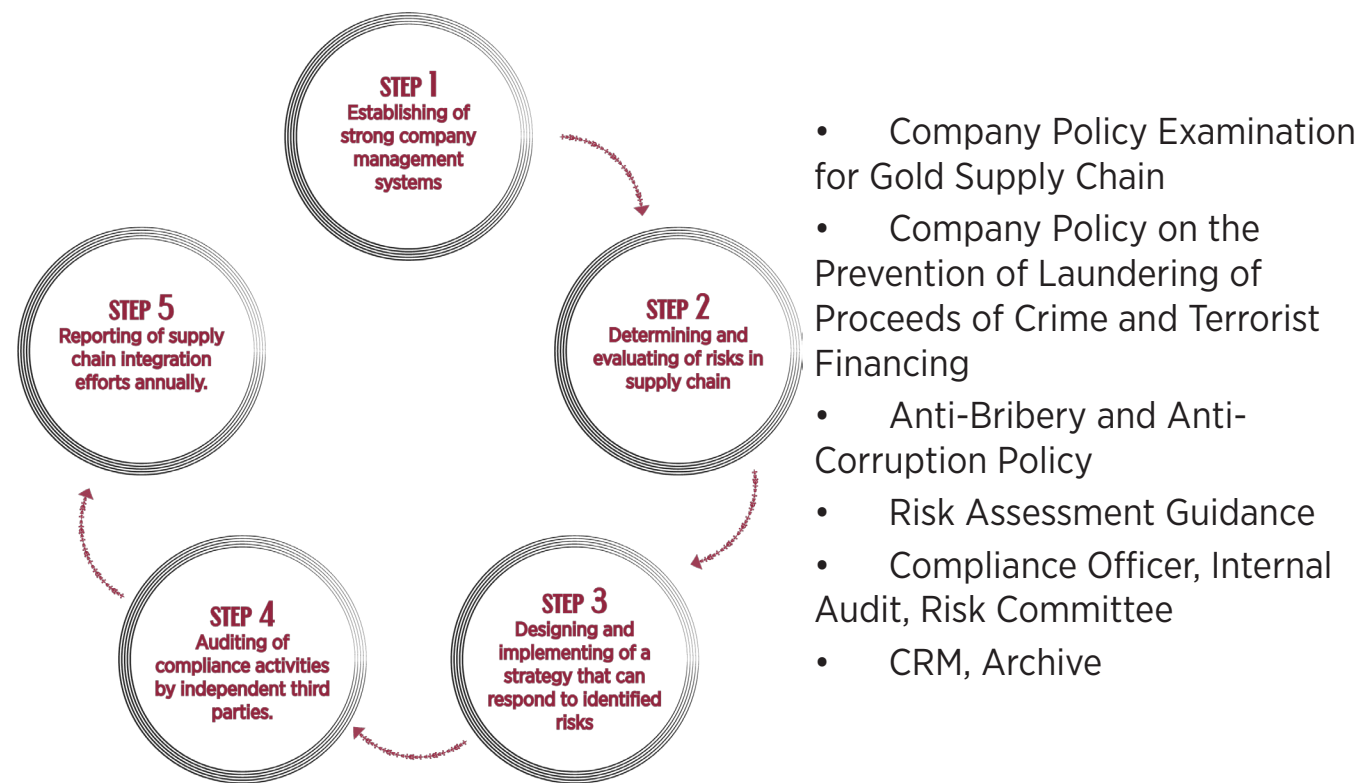 STEP 1
Establishing of
strong company
management
systems
STEP 2
Determining and
evaluating of risks in
supply chain
STEP 3
Designing and
implementing of a
strategy that can
respond to identified
risks
STEP 4
Auditing of
compliance activities
by independent third
parties.
STEP 5
Reporting of supply
chain integration
efforts annually.
• Company Policy Examination
for Gold Supply Chain
• Company Policy on the
Prevention of Laundering of
Proceeds of Crime and Terrorist
Financing
• Anti-Bribery and Anti-
Corruption Policy
• Risk Assessment Guidance
• Compliance Officer, Internal
Audit, Risk Committee
• CRM, Archive